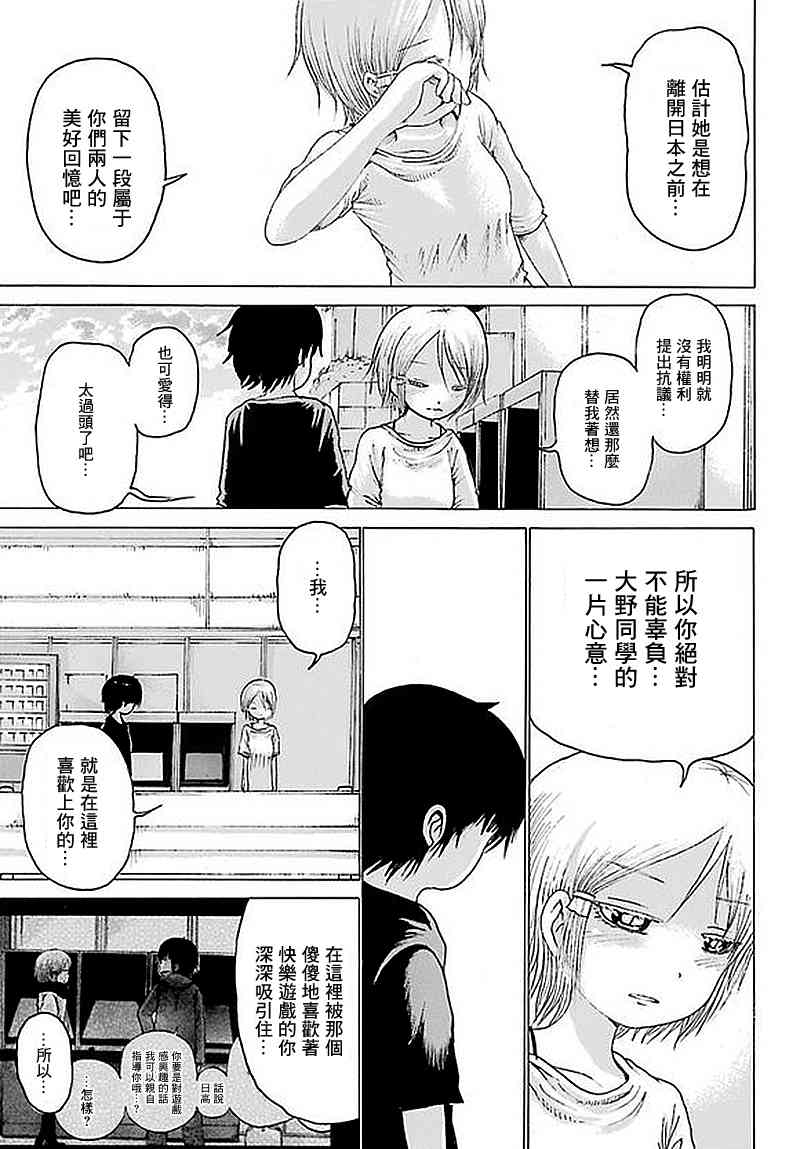 估計她是想在
離開日本之前…
留下一段屬于
你們兩人的
美好回憶吧…
我明明就
沒有權利
提出抗議…
居然還那麼
替我著想…
也可愛得…
太過頭了吧…
所以你絕對
不能辜負…
大野同學的
一片心意…
…我…
就是在這裡
喜歡上你的…
在這裡被那個
傻傻地喜歡著
快樂遊戲的你
深深吸引住…
話說
日高
你要是對遊戲
感興趣的話
我可以親自
指導你哦…?
…怎樣?
…所以…